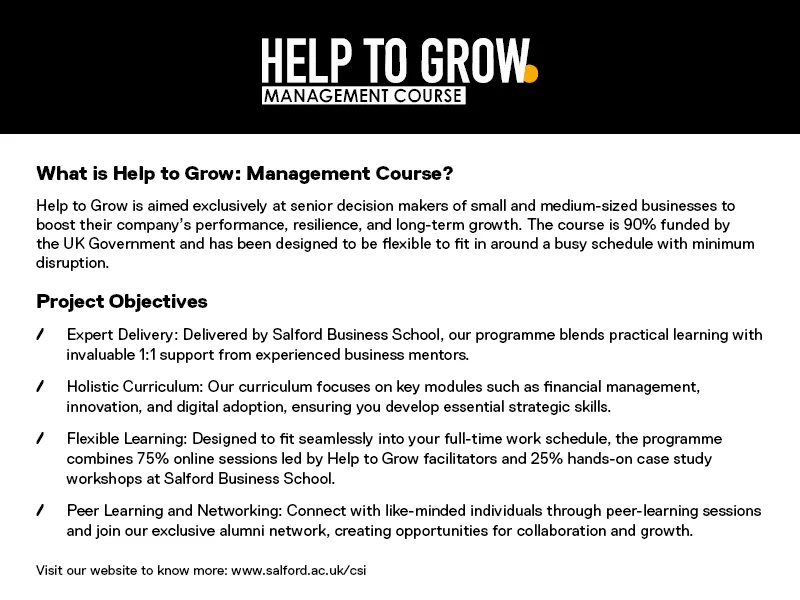 HELP TO GROW.
MANAGEMENT COURSE
What is Help to Grow: Management Course?
Help to Grow is aimed exclusively at senior decision makers of small and medium-sized businesses to
boost their company's performance, resilience, and long-term growth. The course is 90% funded by
the UK Government and has been designed to be flexible to fit in around a busy schedule with minimum
disruption.
Project Objectives
/ Expert Delivery: Delivered by Salford Business School, our programme blends practical learning with
invaluable 1:1 support from experienced business mentors.
/ Holistic Curriculum: Our curriculum focuses on key modules such as financial management,
innovation, and digital adoption, ensuring you develop essential strategic skills.
/ Flexible Learning: Designed to fit seamlessly into your full-time work schedule, the programme
combines 75% online sessions led by Help to Grow facilitators and 25% hands-on case study
workshops at Salford Business School.
/ Peer Learning and Networking: Connect with like-minded individuals through peer-learning sessions
and join our exclusive alumni network, creating opportunities for collaboration and growth.
Visit our website to know more: www.salford.ac.uk/csi